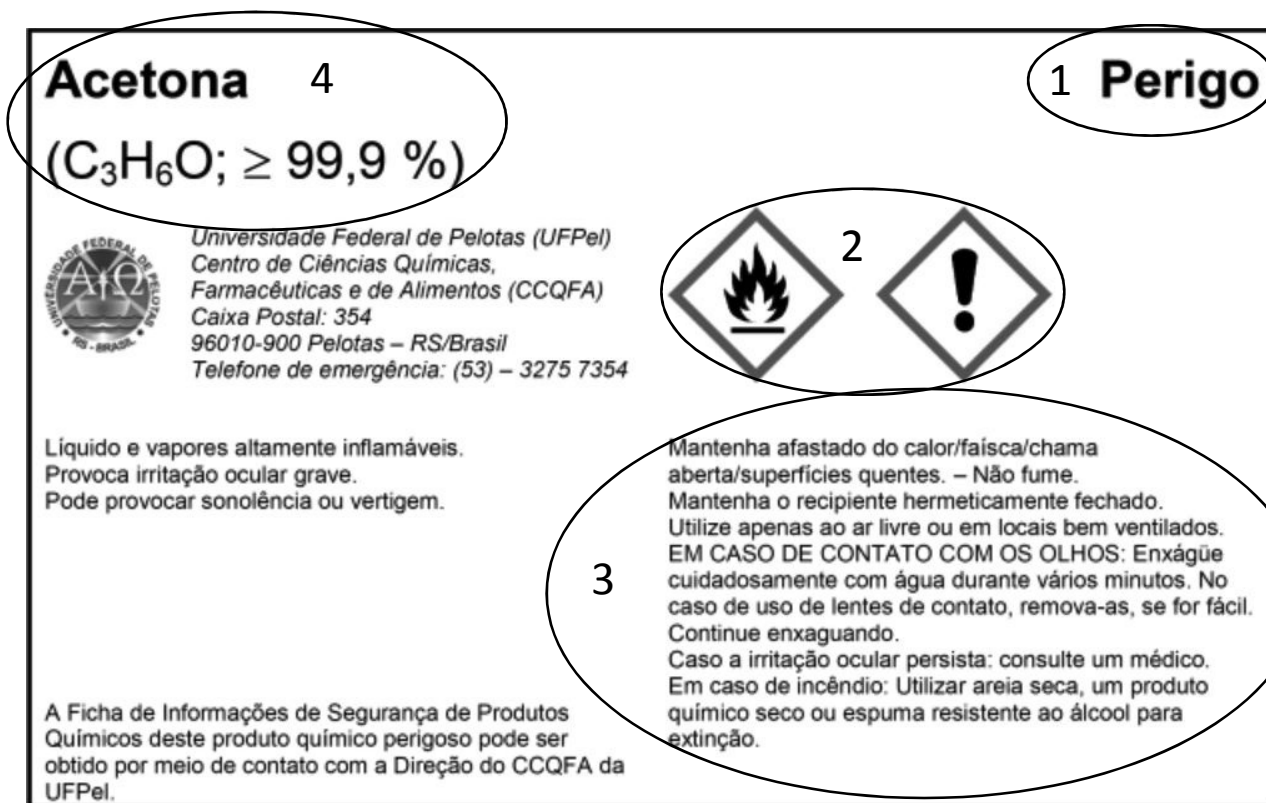 Acetona 4
1 Perigo
(C₃H₆O; ≥ 99,9 %)
UNIVERSIDADE FEDERAL DE PELOTAS
RS - BRASIL
Universidade Federal de Pelotas (UFPel)
Centro de Ciências Químicas,
Farmacêuticas e de Alimentos (CCQFA)
Caixa Postal: 354
96010-900 Pelotas – RS/Brasil
Telefone de emergência: (53) – 3275 7354
2
Líquido e vapores altamente inflamáveis.
Provoca irritação ocular grave.
Pode provocar sonolência ou vertigem.
3
Mantenha afastado do calor/faísca/chama
aberta/superfícies quentes. – Não fume.
Mantenha o recipiente hermeticamente fechado.
Utilize apenas ao ar livre ou em locais bem ventilados.
EM CASO DE CONTATO COM OS OLHOS: Enxágüe
cuidadosamente com água durante vários minutos. No
caso de uso de lentes de contato, remova-as, se for fácil.
Continue enxaguando.
Caso a irritação ocular persista: consulte um médico.
Em caso de incêndio: Utilizar areia seca, um produto
químico seco ou espuma resistente ao álcool para
extinção.
A Ficha de Informações de Segurança de Produtos
Químicos deste produto químico perigoso pode ser
obtido por meio de contato com a Direção do CCQFA da
UFPel.